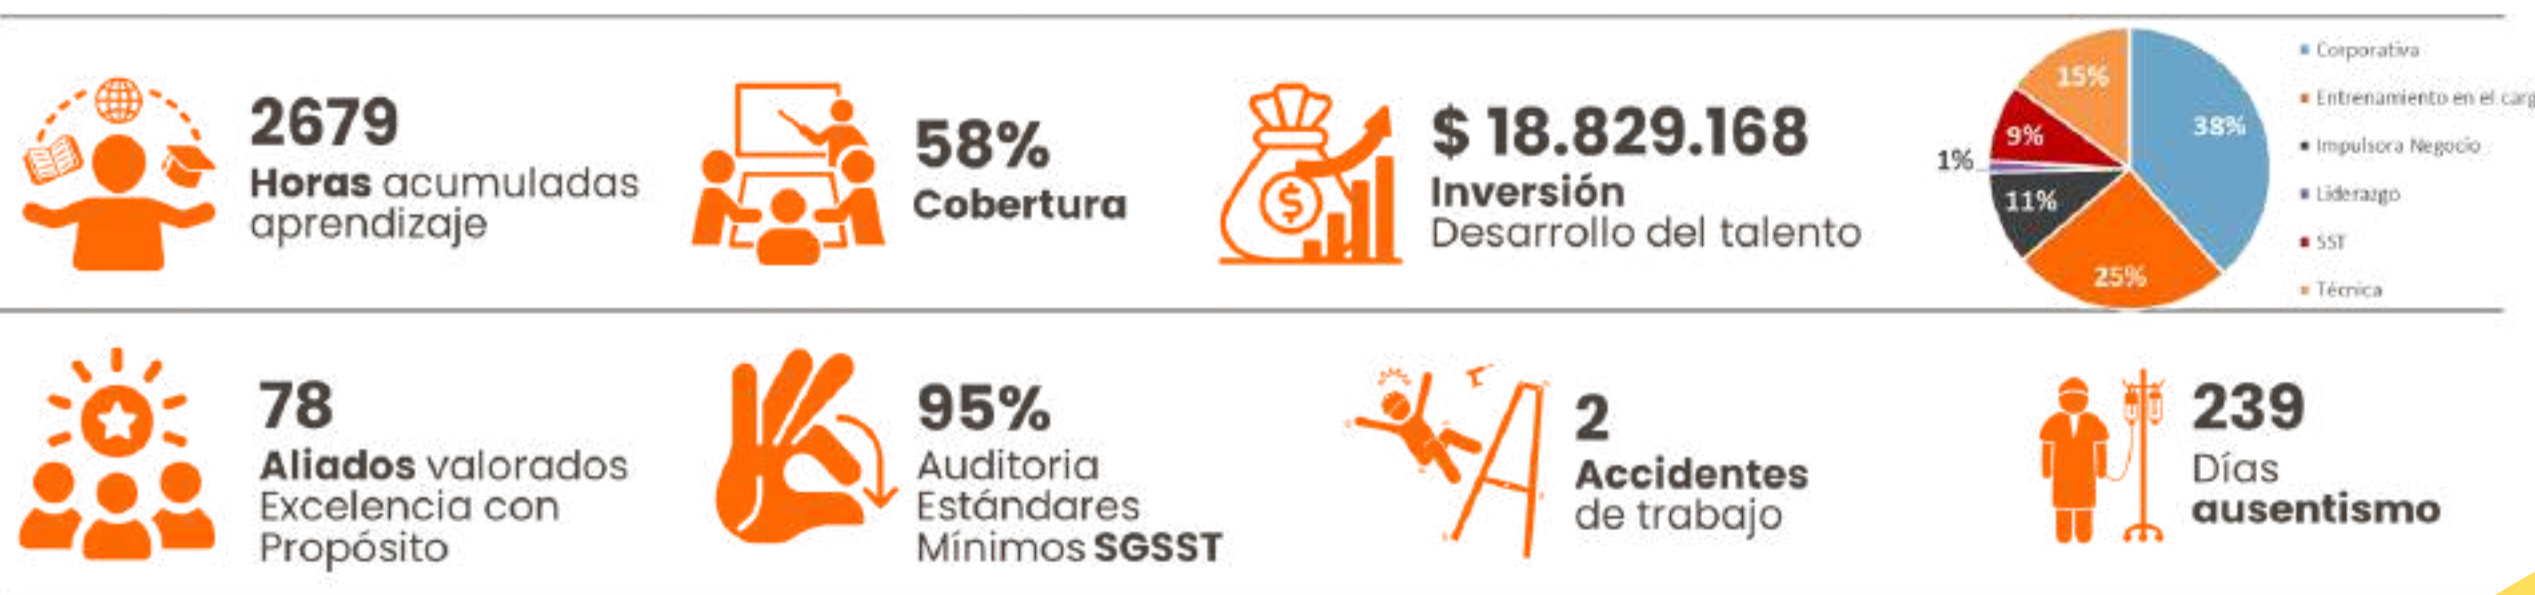 2679
Horas acumuladas
aprendizaje
58%
Cobertura
$ 18.829.168
Inversión
Desarrollo del talento
15%
38%
9%
1%
11%
25%
Corporativa
Entrenamiento en el carg
Impulsora Negocio
Liderazgo
SST
Técnica
78
Aliados valorados
Excelencia con
Propósito
95%
Auditoria
Estándares
Mínimos SGSST
2
Accidentes
de trabajo
239
Días
ausentismo